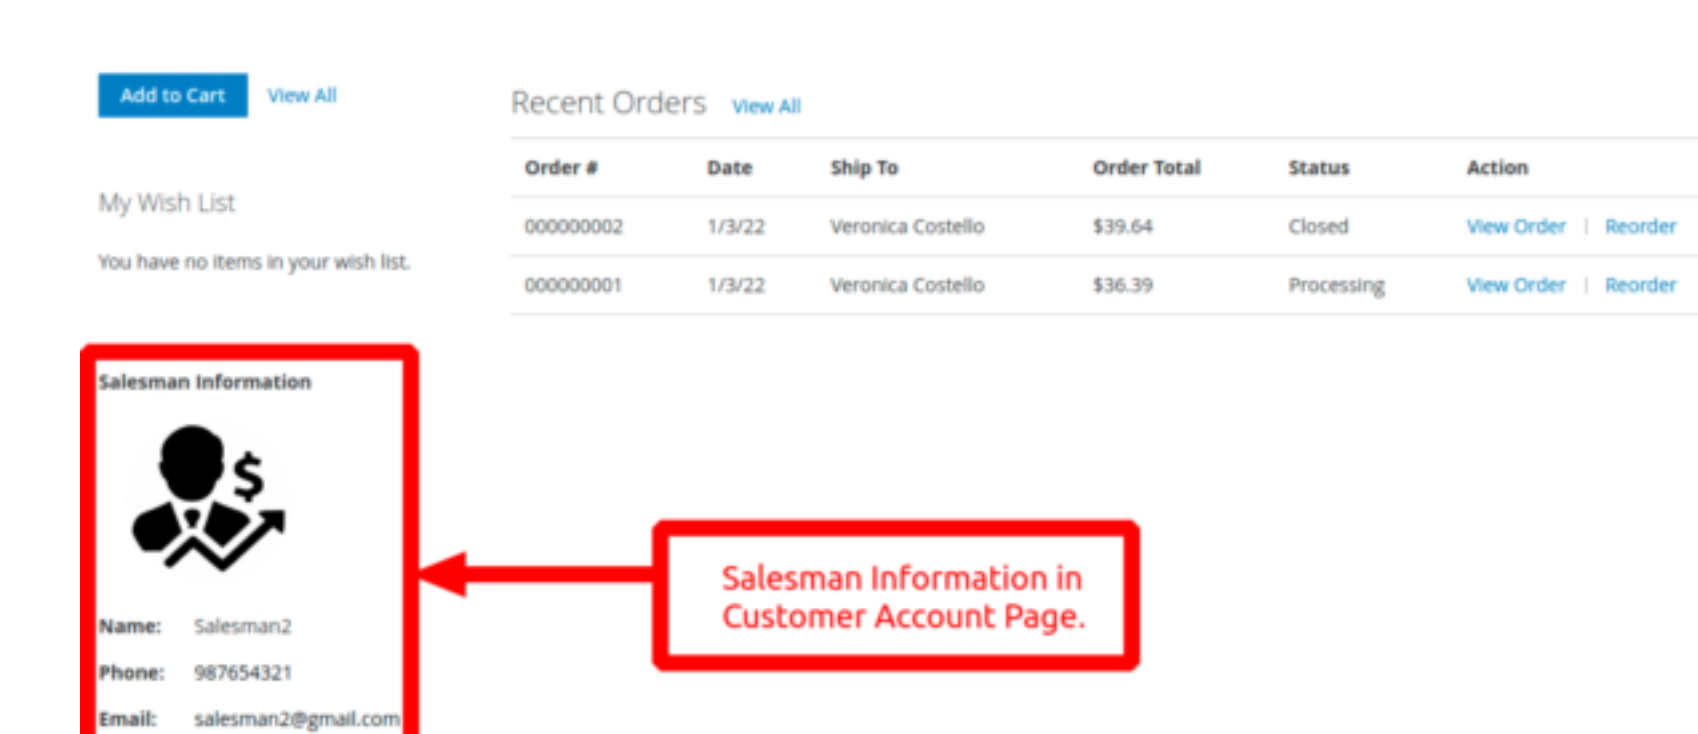 Add to Cart View All
My Wish List
You have no items in your wish list.
Recent Orders View All
Order # Date Ship To Order Total Status Action
000000002 1/3/22 Veronica Costello $39.64 Closed View Order | Reorder
000000001 1/3/22 Veronica Costello $36.39 Processing View Order | Reorder
Salesman Information
$
Name: Salesman2
Phone: 987654321
Email: salesman2@gmail.com
Salesman Information in
Customer Account Page.